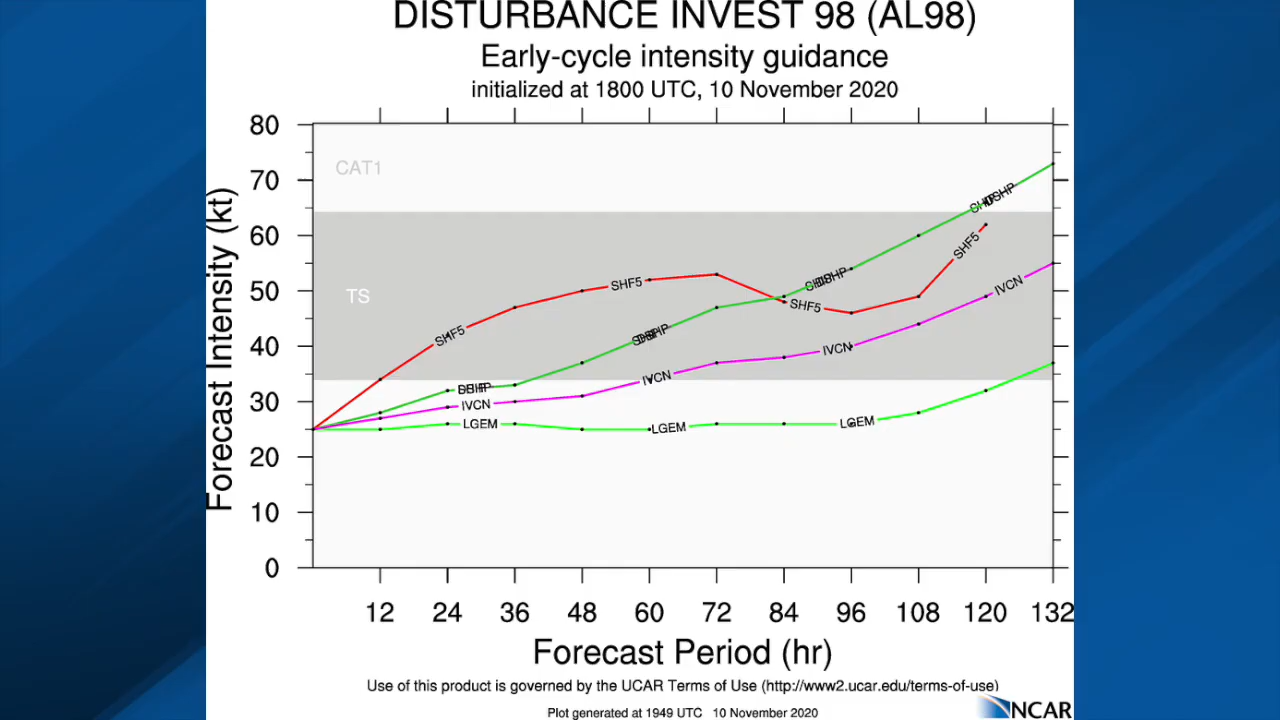 DISTURBANCE INVEST 98 (AL98)
Early-cycle intensity guidance
initialized at 1800 UTC, 10 November 2020
Forecast Intensity (kt)
80
70
60
50
40
30
20
10
0
CAT1
TS
SHF5
SHF5
SHF5
SHF5
DSHP
DSHP
DSHP
DSHP
IVCN
IVCN
IVCN
IVCN
LGEM
LGEM
LGEM
12 24 36 48 60 72 84 96 108 120 132
Forecast Period (hr)
Use of this product is governed by the UCAR Terms of Use (http://www2.ucar.edu/terms-of-use)
Plot generated at 1949 UTC 10 November 2020
NCAR